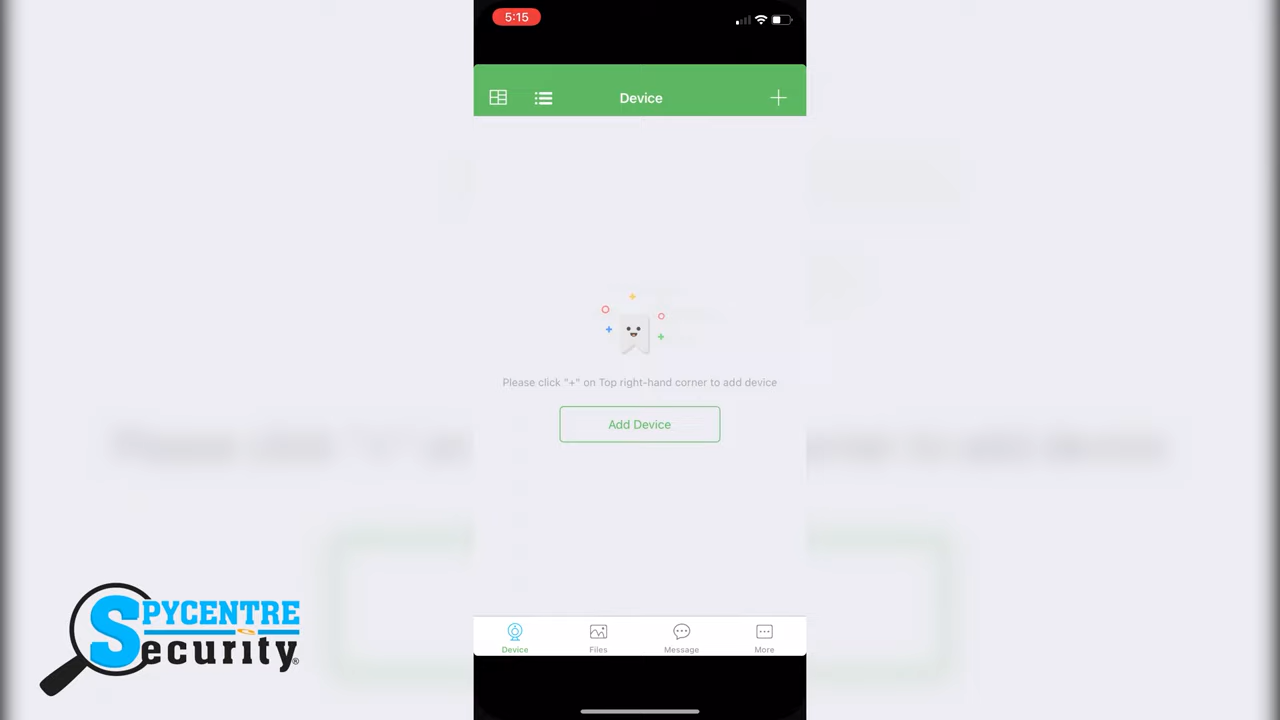 5:15
Device
Please click "+" on Top right-hand corner to add device
Add Device
SPYCENTRE
Security®
Device
Files
Message
More